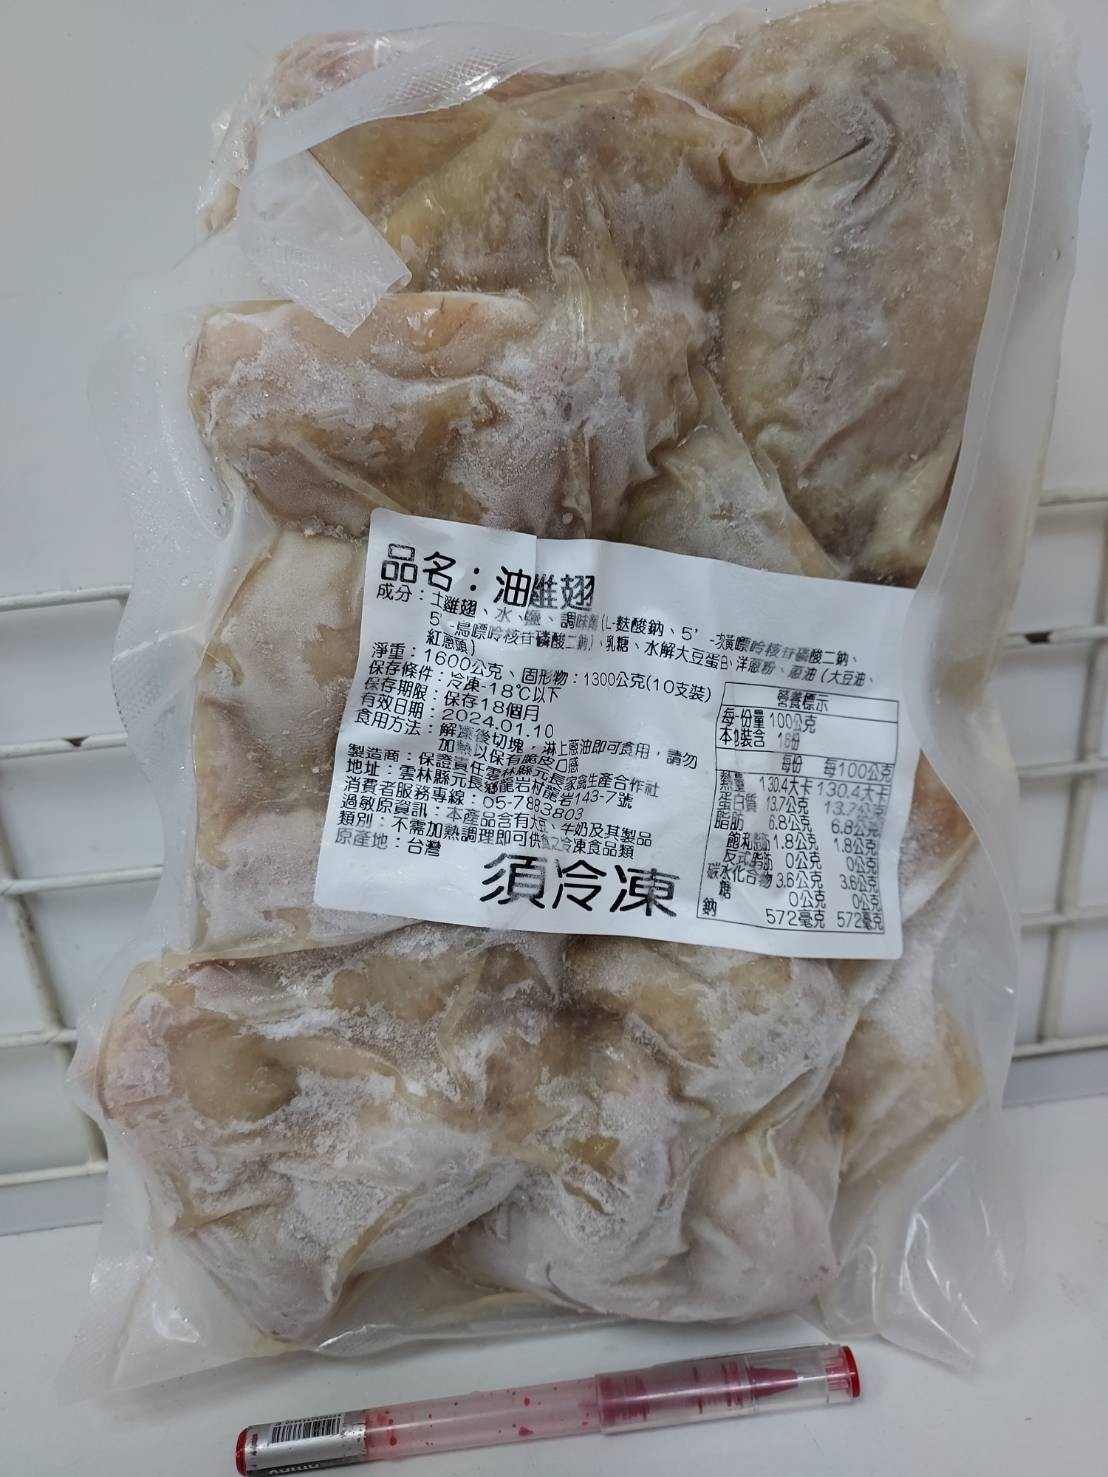 品名：油雞翅
成分：土雞翅、水、鹽、調味劑(L-麩酸鈉、5’-次黃嘌呤核苷磷酸二鈉、
5’-鳥嘌呤核苷磷酸二鈉)、乳糖、水解大豆蛋白、洋蔥粉、蔥油（大豆油、
紅蔥頭）
淨重：1600公克、固形物：1300公克(10支裝)
保存條件：冷凍-18℃以下
保存期限：保存18個月
有效日期：2024.01.10
食用方法：解凍後切塊，淋上蔥油即可食用，請勿
加熱以保有脆皮口感
製造商：保證責任雲林縣元長家禽生產合作社
地址：雲林縣元長鄉龍岩村龍岩143-7號
消費者服務專線：05-7883803
過敏原資訊：本產品含有大豆、牛奶及其製品
類別：不需加熱調理即可供食之冷凍食品類
原產地：台灣
須冷凍
營養標示
每一份量 100公克
本包裝含 16份
每份 每100公克
熱量 130.4大卡 130.4大卡
蛋白質 13.7公克 13.7公克
脂肪 6.8公克 6.8公克
飽和脂肪 1.8公克 1.8公克
反式脂肪 0公克 0公克
碳水化合物 3.6公克 3.6公克
糖 0公克 0公克
鈉 572毫克 572毫克